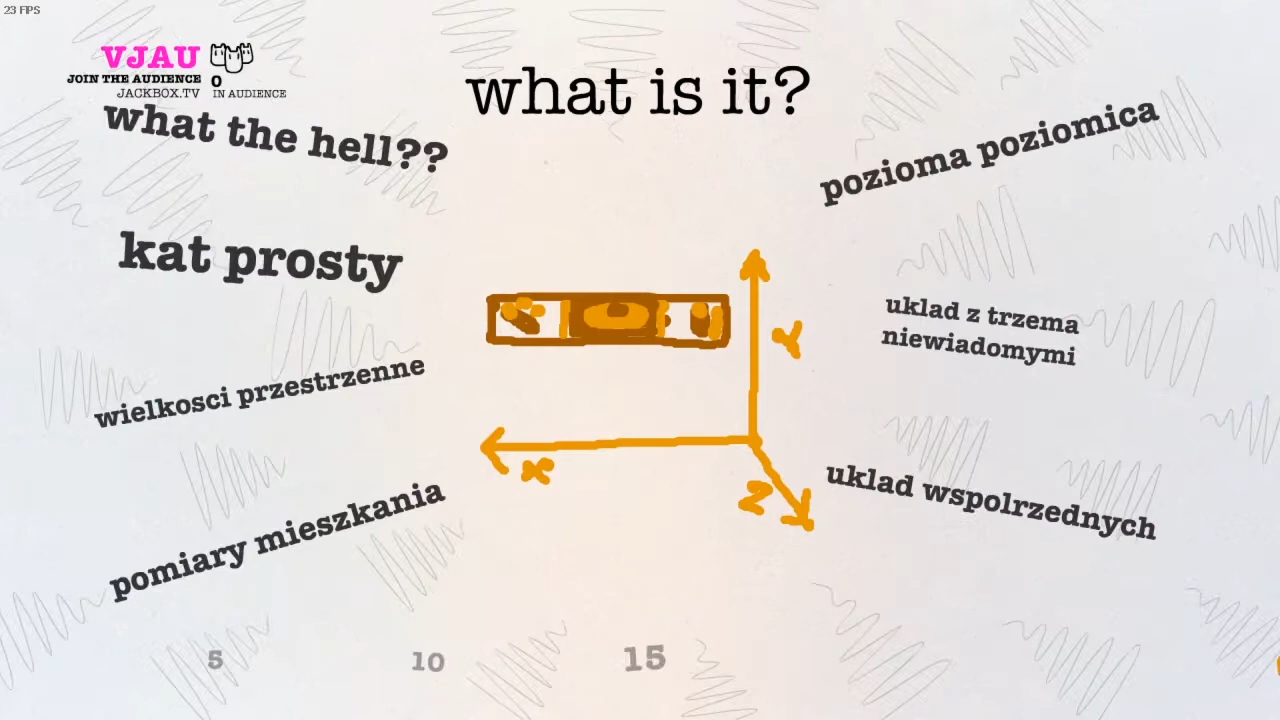 23 FPS
VJAU
JOIN THE AUDIENCE
JACKBOX.TV
0
IN AUDIENCE
what is it?
what the hell??
pozioma poziomica
kat prosty
uklad z trzema
niewiadomymi
wielkosci przestrzenne
uklad wspolrzednych
pomiary mieszkania
Y
X
Z
5
10
15